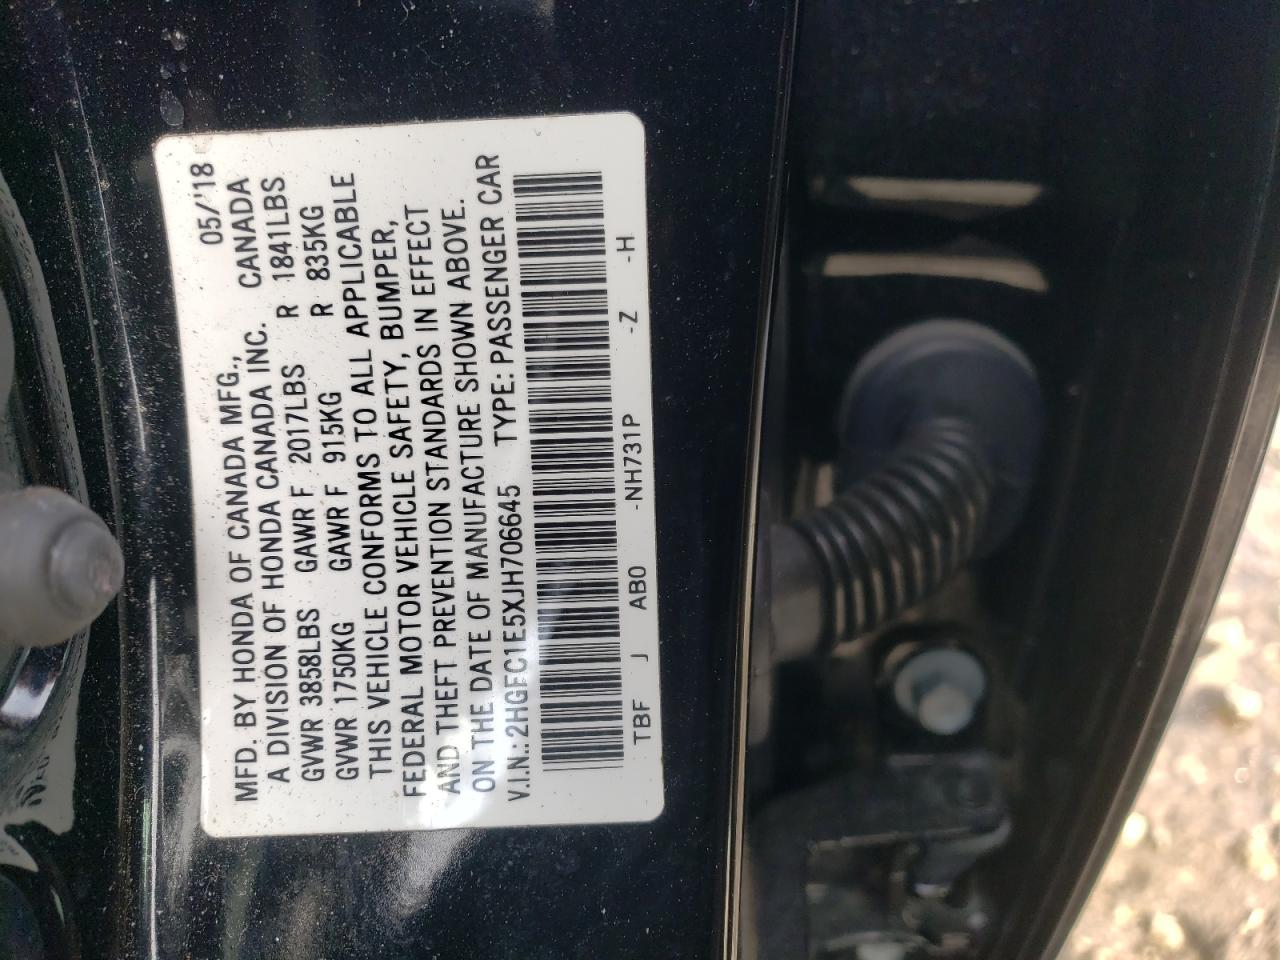 MFD. BY HONDA OF CANADA MFG., 05/'18
A DIVISION OF HONDA CANADA INC. CANADA
GVWR 3858LBS GAWR F 2017LBS R 1841LBS
GVWR 1750KG GAWR F 915KG R 835KG
THIS VEHICLE CONFORMS TO ALL APPLICABLE
FEDERAL MOTOR VEHICLE SAFETY, BUMPER,
AND THEFT PREVENTION STANDARDS IN EFFECT
ON THE DATE OF MANUFACTURE SHOWN ABOVE.
V.I.N.: 2HGFC1E5XJH706645 TYPE: PASSENGER CAR
TBF J AB0 -NH731P -Z -H